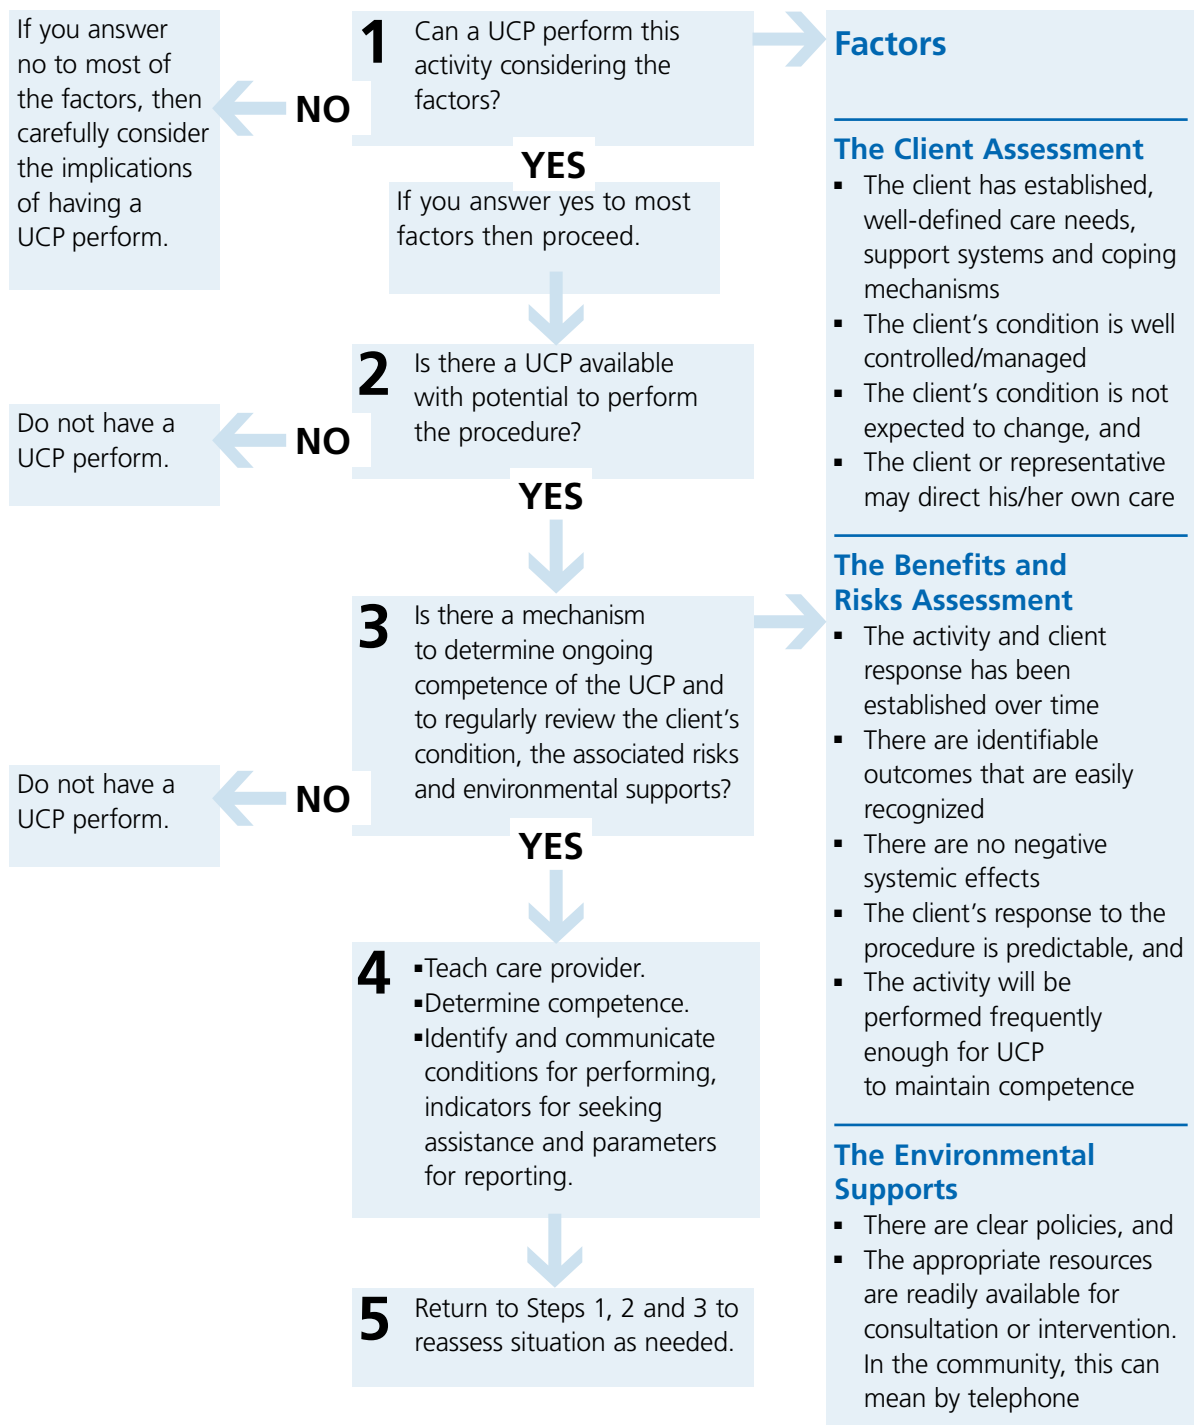 If you answer
no to most of
the factors, then
carefully consider
the implications
of having a
UCP perform.
NO
1
Can a UCP perform this
activity considering the
factors?
YES
If you answer yes to most
factors then proceed.
2
Is there a UCP available
with potential to perform
the procedure?
NO
Do not have a
UCP perform.
YES
3
Is there a mechanism
to determine ongoing
competence of the UCP and
to regularly review the client’s
condition, the associated risks
and environmental supports?
NO
Do not have a
UCP perform.
YES
4
▪Teach care provider.
▪Determine competence.
▪Identify and communicate
conditions for performing,
indicators for seeking
assistance and parameters
for reporting.
5
Return to Steps 1, 2 and 3 to
reassess situation as needed.
Factors
The Client Assessment
▪ The client has established,
well-defined care needs,
support systems and coping
mechanisms
▪ The client’s condition is well
controlled/managed
▪ The client’s condition is not
expected to change, and
▪ The client or representative
may direct his/her own care
The Benefits and
Risks Assessment
▪ The activity and client
response has been
established over time
▪ There are identifiable
outcomes that are easily
recognized
▪ There are no negative
systemic effects
▪ The client’s response to the
procedure is predictable, and
▪ The activity will be
performed frequently
enough for UCP
to maintain competence
The Environmental
Supports
▪ There are clear policies, and
▪ The appropriate resources
are readily available for
consultation or intervention.
In the community, this can
mean by telephone